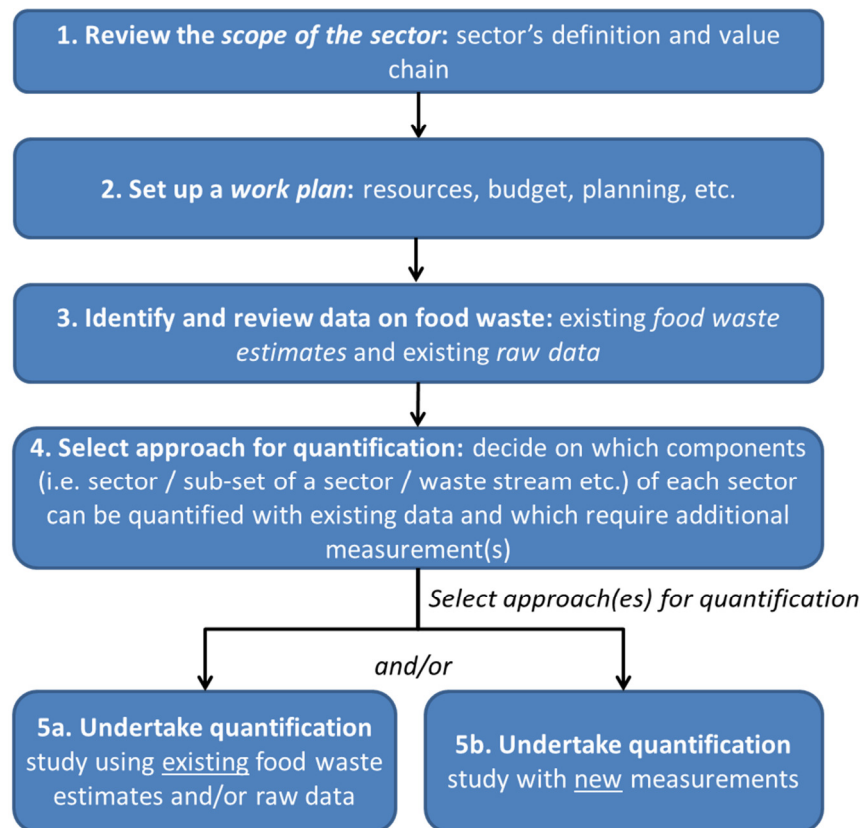 1. Review the scope of the sector: sector's definition and value
chain
2. Set up a work plan: resources, budget, planning, etc.
3. Identify and review data on food waste: existing food waste
estimates and existing raw data
4. Select approach for quantification: decide on which components
(i.e. sector / sub-set of a sector / waste stream etc.) of each sector
can be quantified with existing data and which require additional
measurement(s)
Select approach(es) for quantification
and/or
5a. Undertake quantification
study using existing food waste
estimates and/or raw data
5b. Undertake quantification
study with new measurements